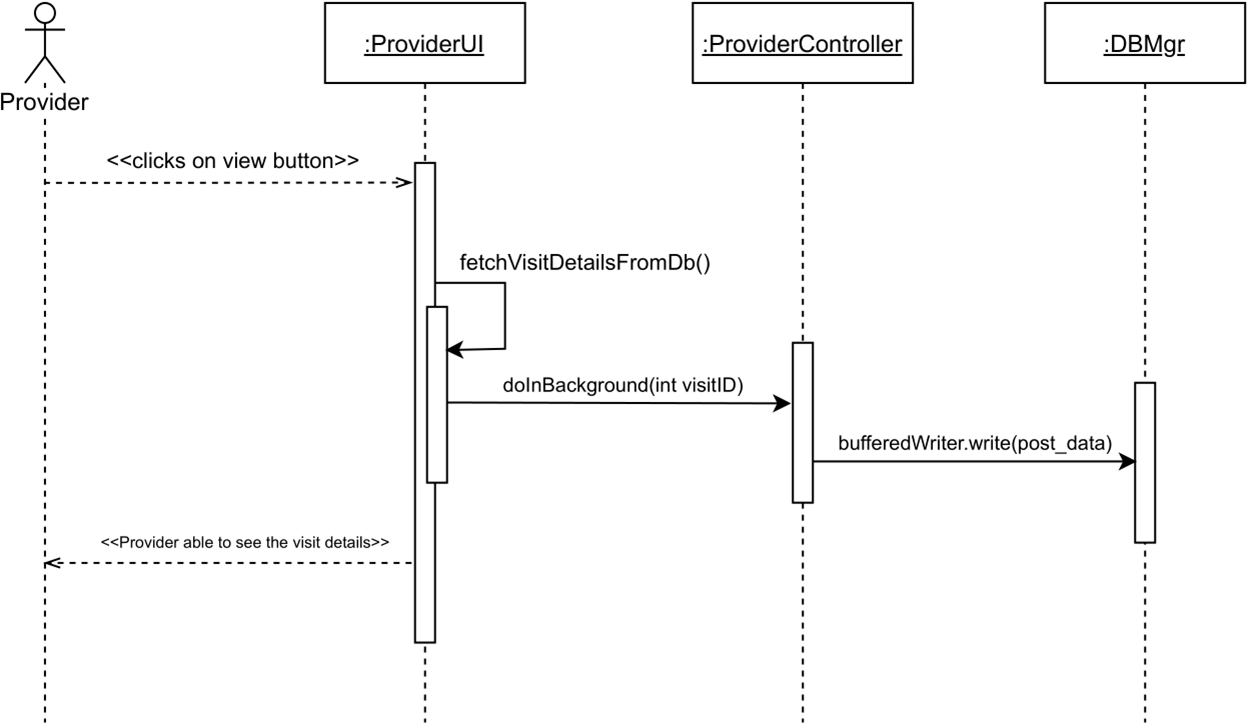 :ProviderUI
:ProviderController
:DBMgr
Provider
<<clicks on view button>>
fetchVisitDetailsFromDb()
doInBackground(int visitID)
bufferedWriter.write(post_data)
<<Provider able to see the visit details>>